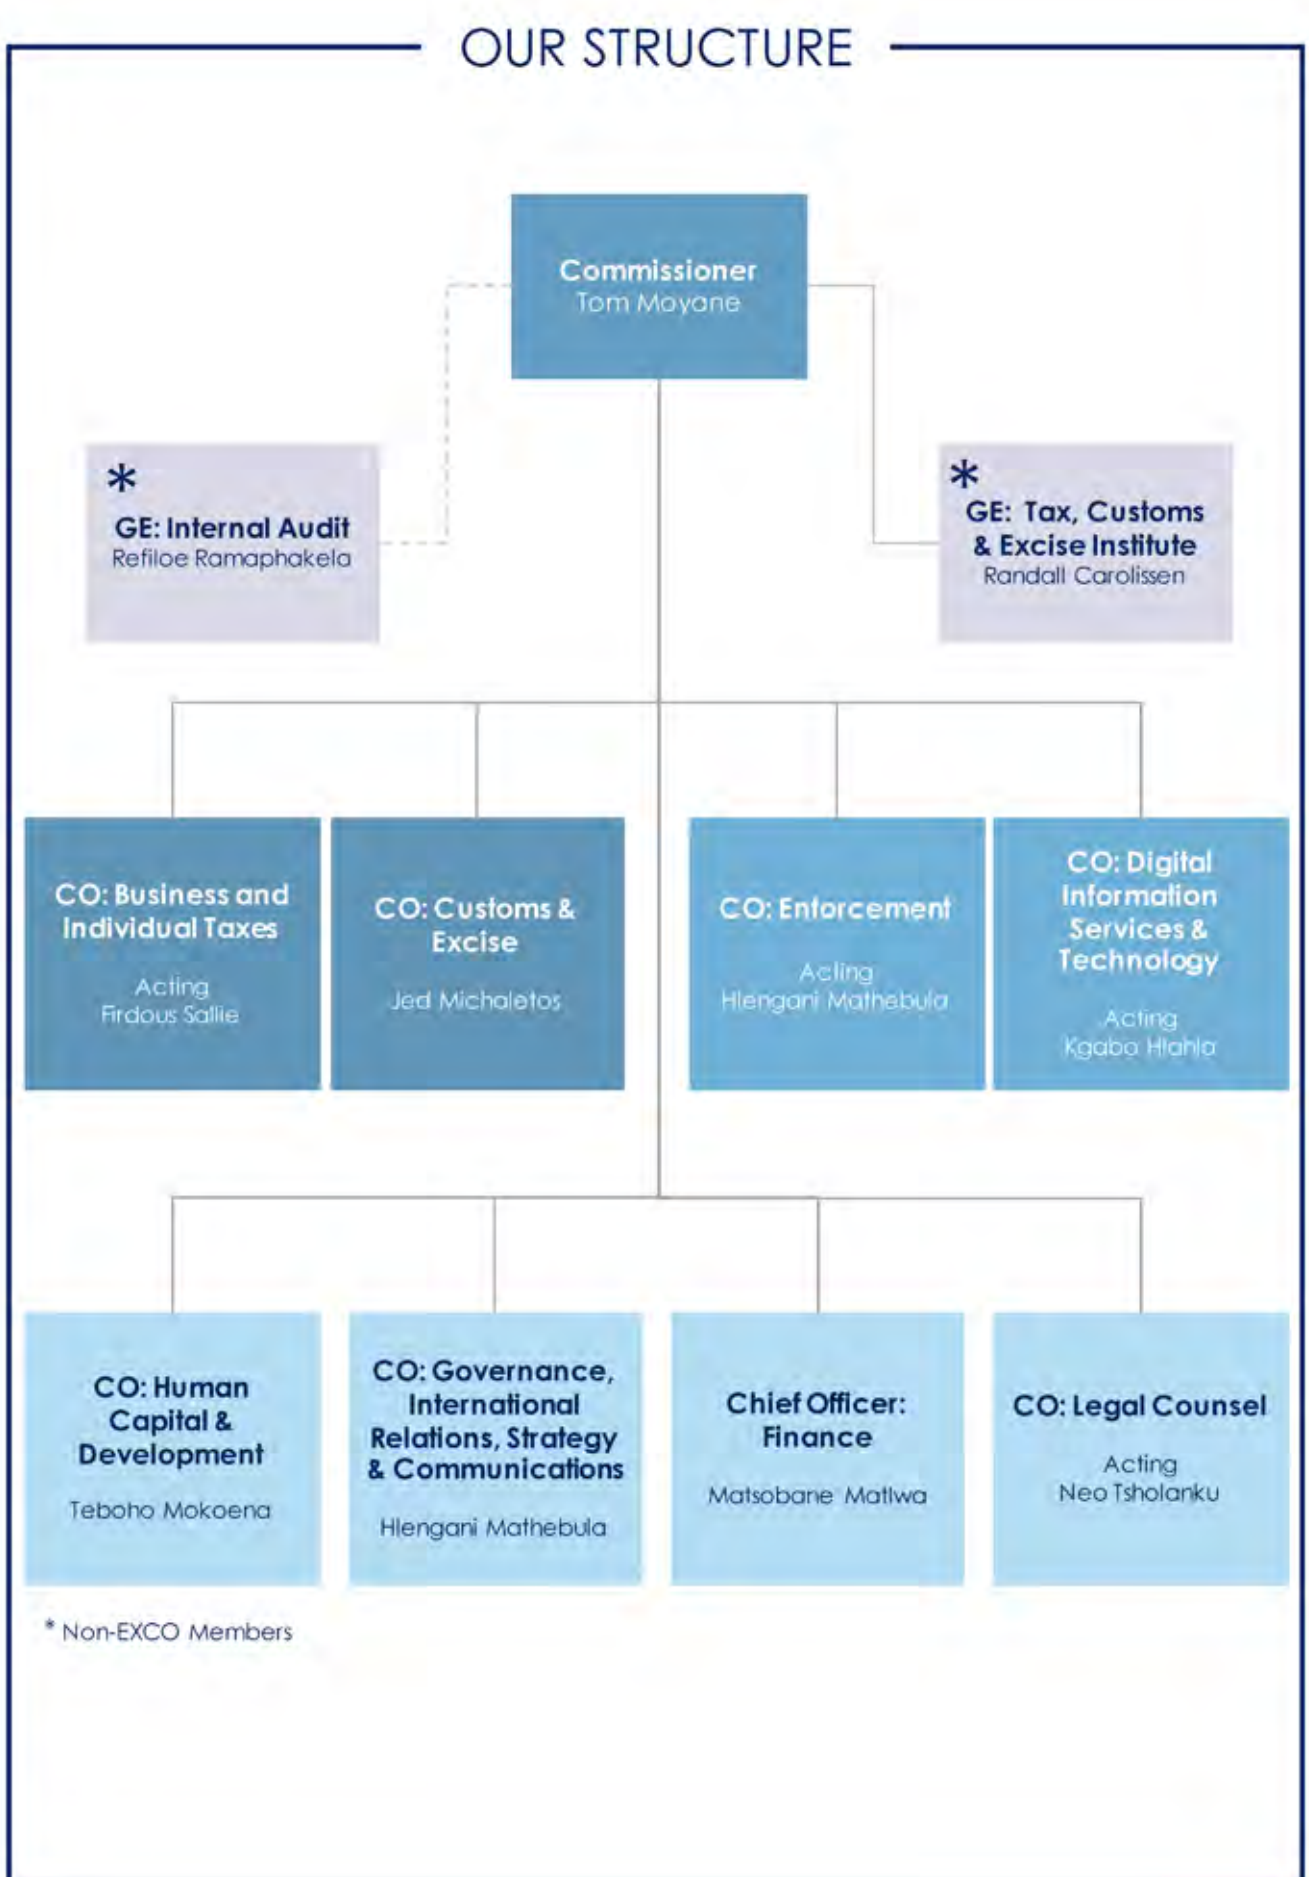 OUR STRUCTURE
Commissioner
Tom Moyane
*
GE: Internal Audit
Refiloe Ramaphakela
*
GE: Tax, Customs
& Excise Institute
Randall Carolissen
CO: Business and
Individual Taxes
Acting
Firdous Sallie
CO: Customs &
Excise
Jed Michaletos
CO: Enforcement
Acting
Hlengani Mathebula
CO: Digital
Information
Services &
Technology
Acting
Kgabo Hlahla
CO: Human
Capital &
Development
Teboho Mokoena
CO: Governance,
International
Relations, Strategy
& Communications
Hlengani Mathebula
Chief Officer:
Finance
Matsobane Matlwa
CO: Legal Counsel
Acting
Neo Tsholanku
* Non-EXCO Members